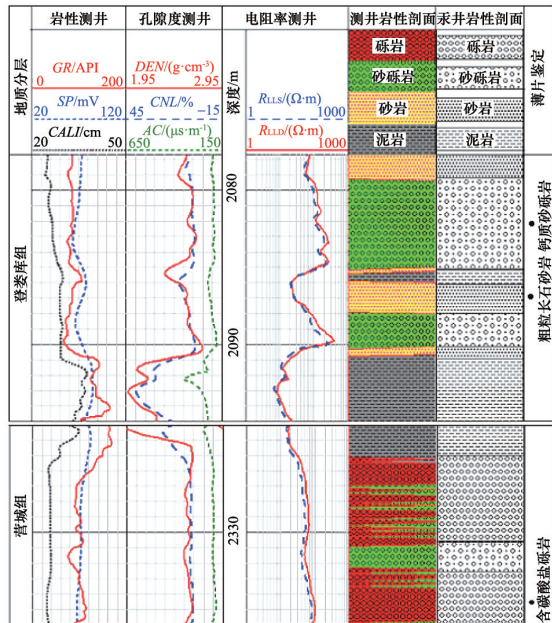 地质分层
岩性测井
孔隙度测井
深度/m
电阻率测井
测井岩性剖面
录井岩性剖面
薄片鉴定
GR/API
0 200
SP/mV
20 120
CALI/cm
20 50
DEN/(g·cm-3)
1.95 2.95
CNL/%
45 -15
AC/(μs·m-1)
650 150
RLLS/(Ω·m)
1 1000
RLLD/(Ω·m)
1 1000
砾岩
砂砾岩
砂岩
泥岩
砾岩
砂砾岩
砂岩
泥岩
登娄库组
2080
2090
钙质砂砾岩
粗粒长石砂岩
营城组
2330
含碳酸盐砾岩